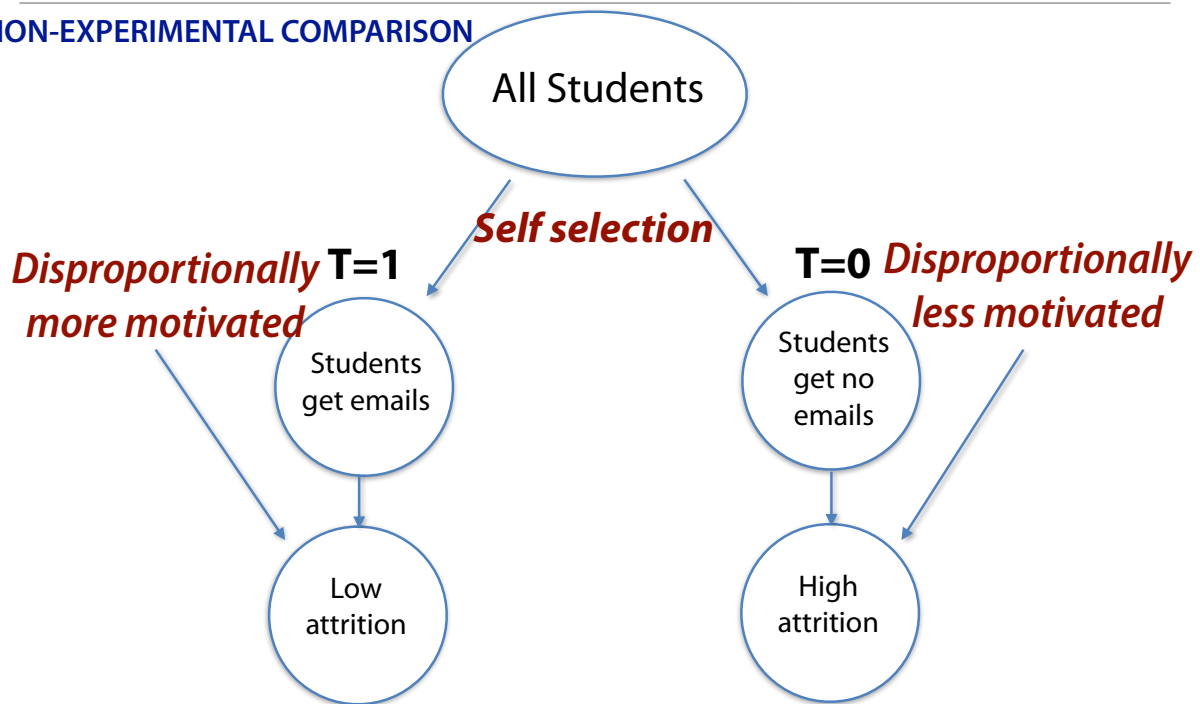 NON-EXPERIMENTAL COMPARISON
All Students
Self selection
Disproportionally
more motivated
T=1
T=0
Disproportionally
less motivated
Students
get emails
Students
get no
emails
Low
attrition
High
attrition